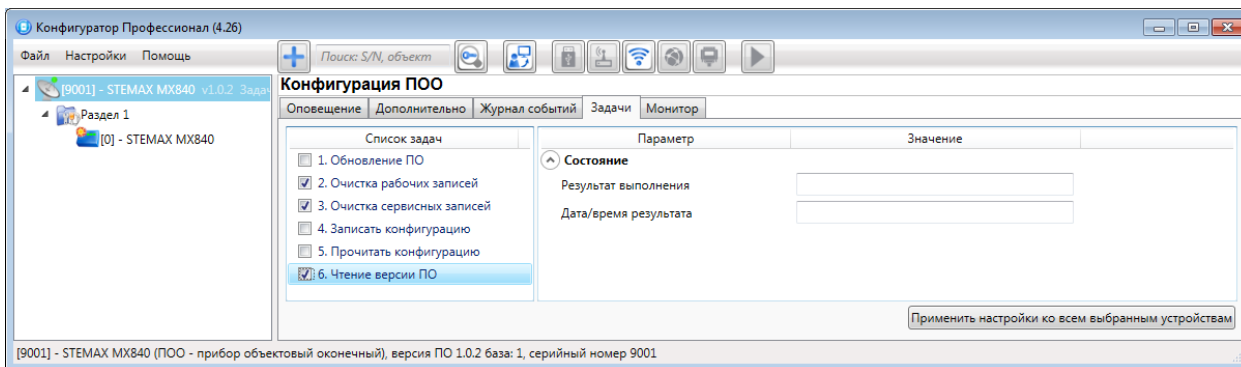 Конфигуратор Профессионал (4.26)
Файл Настройки Помощь
Поиск: S/N, объект
[9001] - STEMAX MX840 v1.0.2 Зада
Раздел 1
[0] - STEMAX MX840
Конфигурация ПОО
Оповещение Дополнительно Журнал событий Задачи Монитор
Список задач
1. Обновление ПО
2. Очистка рабочих записей
3. Очистка сервисных записей
4. Записать конфигурацию
5. Прочитать конфигурацию
6. Чтение версии ПО
Параметр Значение
Состояние
Результат выполнения
Дата/время результата
Применить настройки ко всем выбранным устройствам
[9001] - STEMAX MX840 (ПОО - прибор объектовый оконечный), версия ПО 1.0.2 база: 1, серийный номер 9001